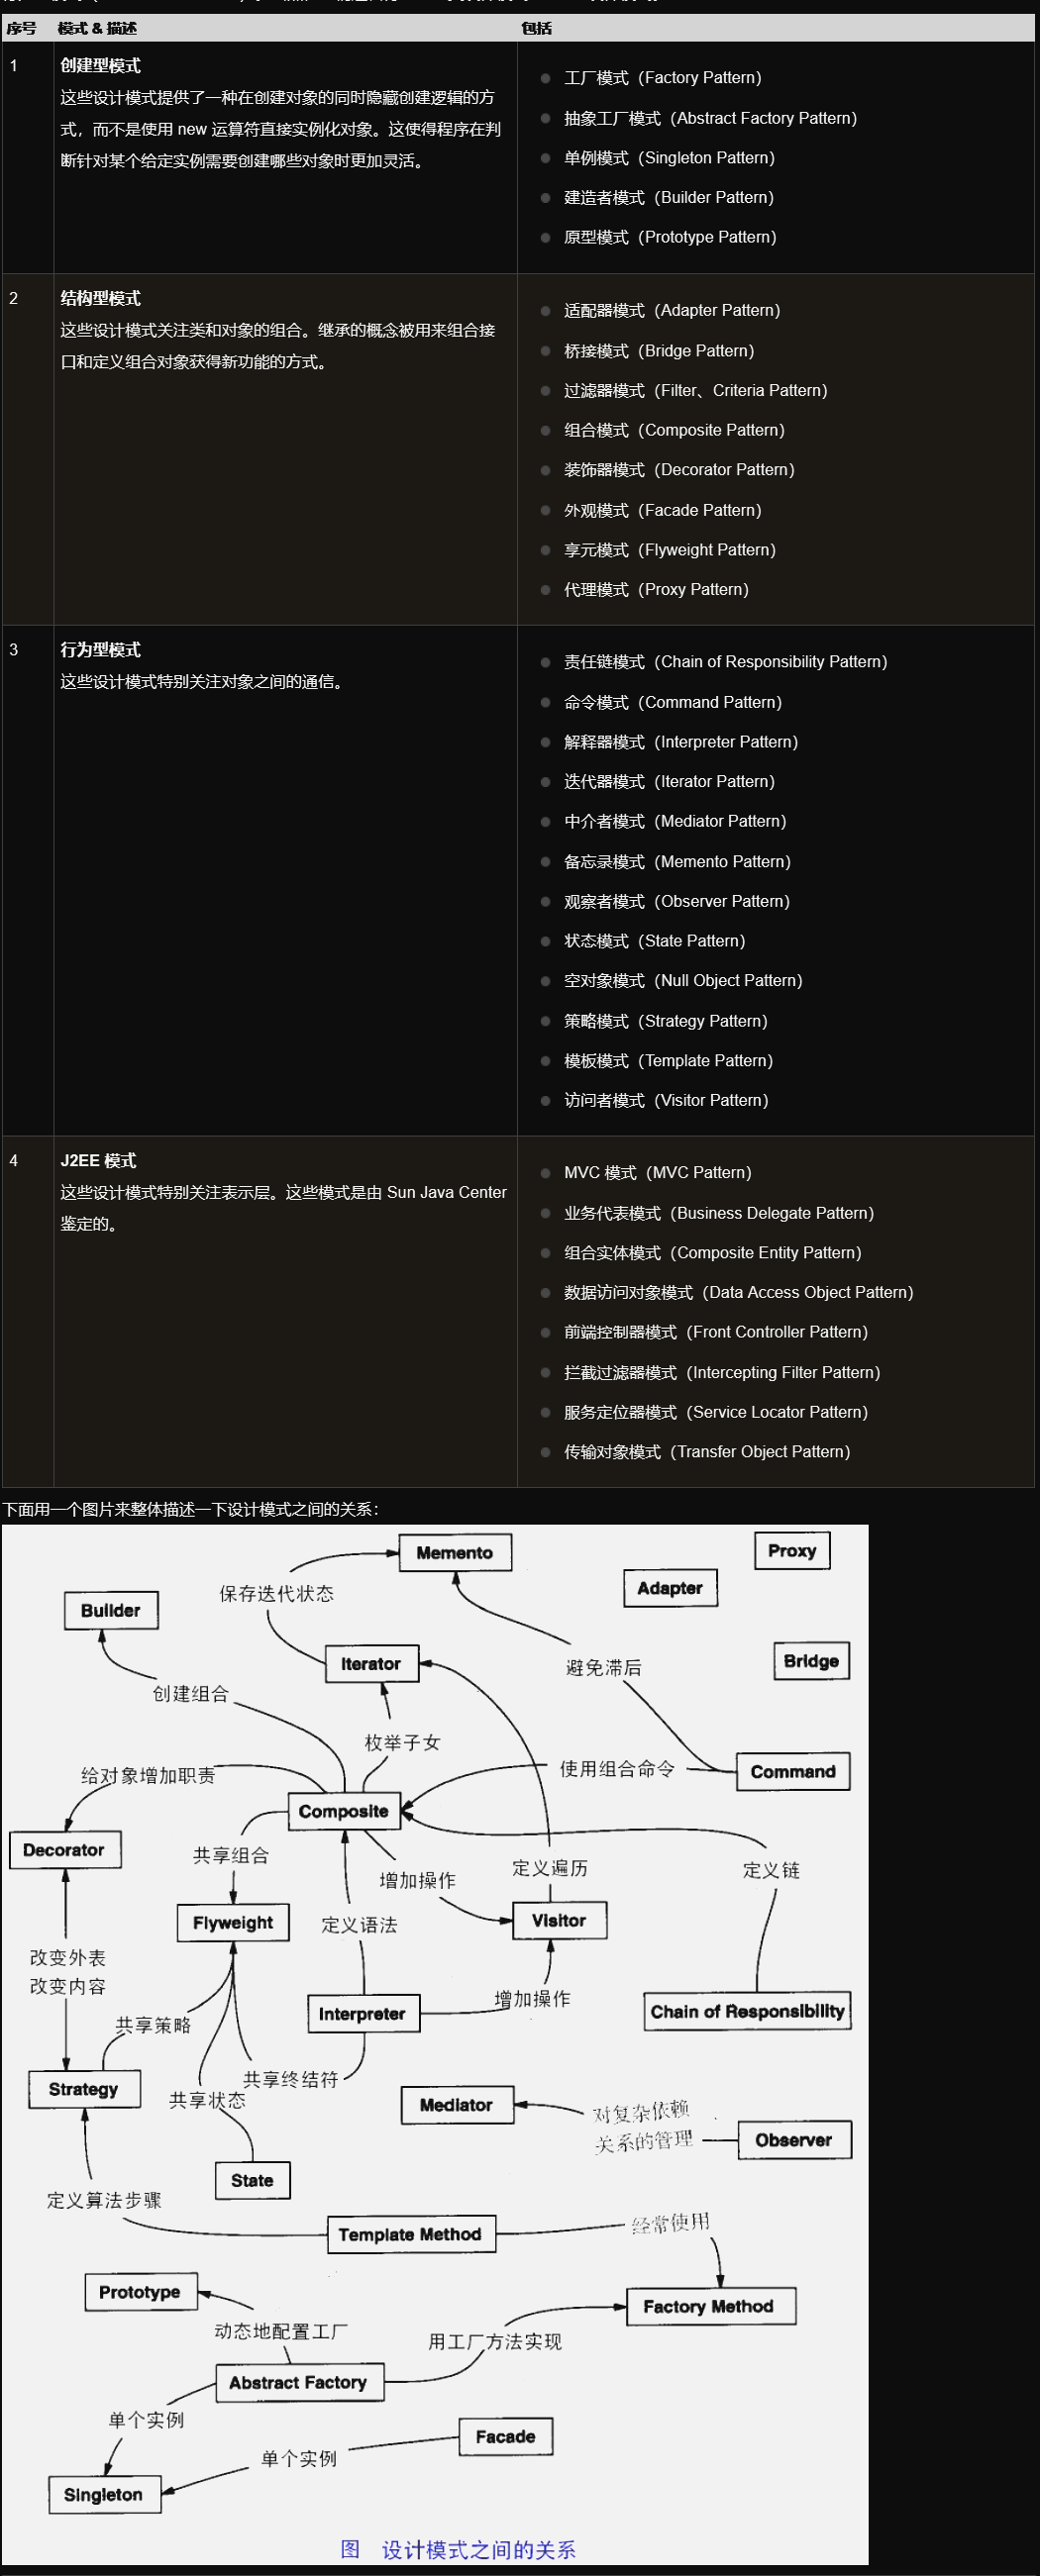 序号 模式 & 描述 包括
1 创建型模式
这些设计模式提供了一种在创建对象的同时隐藏创建逻辑的方
式，而不是使用 new 运算符直接实例化对象。这使得程序在判
断针对某个给定实例需要创建哪些对象时更加灵活。
工厂模式（Factory Pattern）
抽象工厂模式（Abstract Factory Pattern）
单例模式（Singleton Pattern）
建造者模式（Builder Pattern）
原型模式（Prototype Pattern）
2 结构型模式
这些设计模式关注类和对象的组合。继承的概念被用来组合接
口和定义组合对象获得新功能的方式。
适配器模式（Adapter Pattern）
桥接模式（Bridge Pattern）
过滤器模式（Filter、Criteria Pattern）
组合模式（Composite Pattern）
装饰器模式（Decorator Pattern）
外观模式（Facade Pattern）
享元模式（Flyweight Pattern）
代理模式（Proxy Pattern）
3 行为型模式
这些设计模式特别关注对象之间的通信。
责任链模式（Chain of Responsibility Pattern）
命令模式（Command Pattern）
解释器模式（Interpreter Pattern）
迭代器模式（Iterator Pattern）
中介者模式（Mediator Pattern）
备忘录模式（Memento Pattern）
观察者模式（Observer Pattern）
状态模式（State Pattern）
空对象模式（Null Object Pattern）
策略模式（Strategy Pattern）
模板模式（Template Pattern）
访问者模式（Visitor Pattern）
4 J2EE 模式
这些设计模式特别关注表示层。这些模式是由 Sun Java Center
鉴定的。
MVC 模式（MVC Pattern）
业务代表模式（Business Delegate Pattern）
组合实体模式（Composite Entity Pattern）
数据访问对象模式（Data Access Object Pattern）
前端控制器模式（Front Controller Pattern）
拦截过滤器模式（Intercepting Filter Pattern）
服务定位器模式（Service Locator Pattern）
传输对象模式（Transfer Object Pattern）
下面用一个图片来整体描述一下设计模式之间的关系：
Memento
Proxy
Adapter
保存迭代状态
Builder
Iterator
避免滞后
Bridge
创建组合
枚举子女
使用组合命令
Command
给对象增加职责
Composite
Decorator
共享组合
增加操作
定义遍历
定义链
Flyweight
定义语法
Visitor
改变外表
改变内容
增加操作
Interpreter
Chain of Responsibility
共享策略
共享终结符
Strategy
共享状态
Mediator
对复杂依赖
关系的管理
Observer
State
定义算法步骤
Template Method
经常使用
Prototype
Factory Method
动态地配置工厂
用工厂方法实现
Abstract Factory
单个实例
Facade
单个实例
Singleton
图 设计模式之间的关系